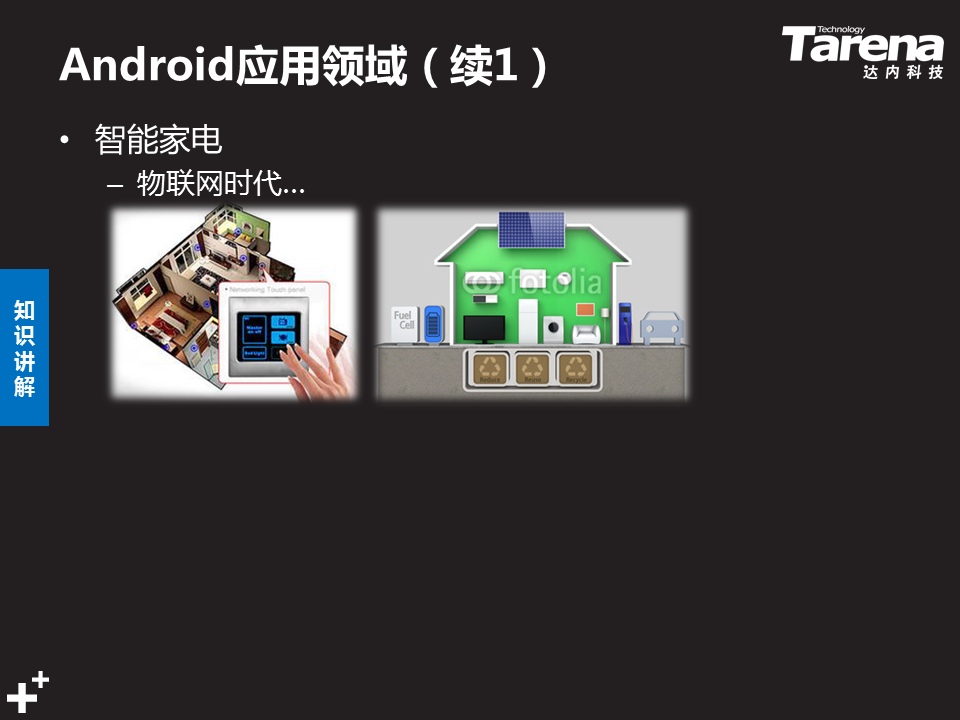 Android应用领域（续1）
Technology
Tarena
达内科技
• 智能家电
– 物联网时代…
知识讲解
Networking Touch panel
Master
on-off
fotolia
Fuel
Cell
Reduce
Reuse
Recycle